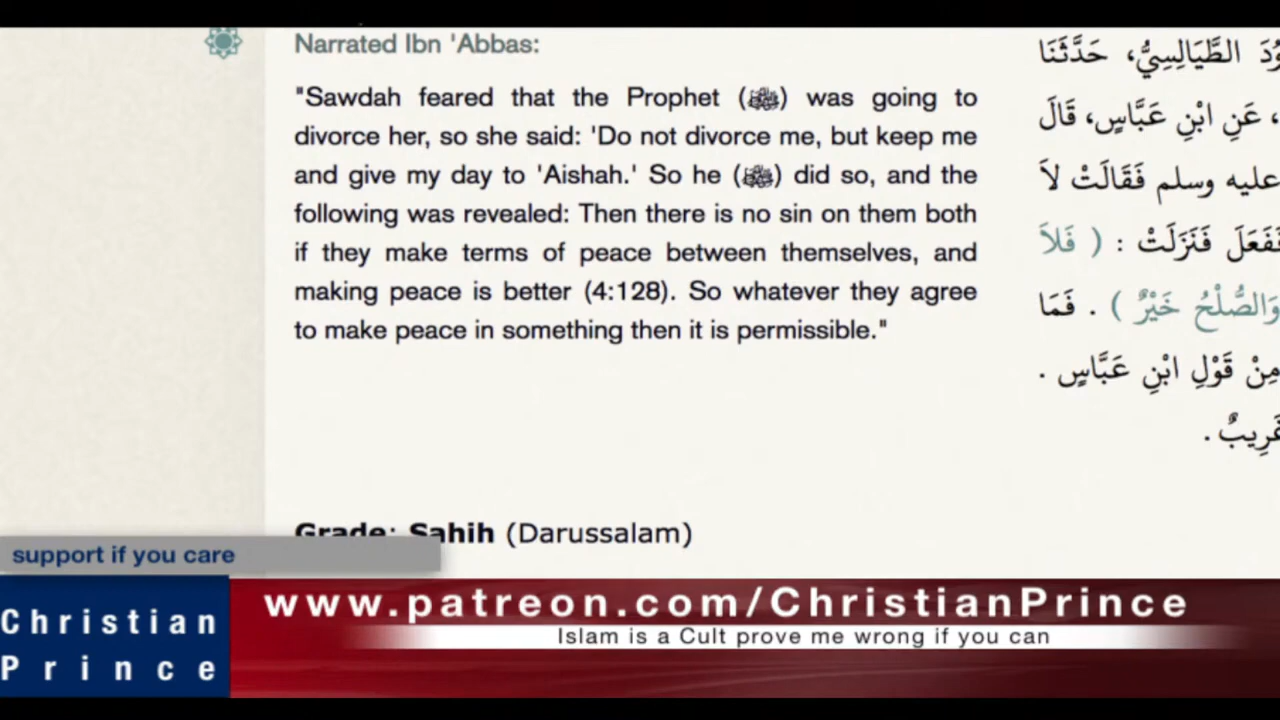 Narrated Ibn 'Abbas:
"Sawdah feared that the Prophet (ﷺ) was going to
divorce her, so she said: 'Do not divorce me, but keep me
and give my day to 'Aishah.' So he (ﷺ) did so, and the
following was revealed: Then there is no sin on them both
if they make terms of peace between themselves, and
making peace is better (4:128). So whatever they agree
to make peace in something then it is permissible."
الطَّيَالِسِيُّ، حَدَّثَنَا
، عَنِ ابْنِ عَبَّاسٍ، قَالَ
عليه وسلم فَقَالَتْ لاَ
فَفَعَلَ فَنَزَلَتْ : ( فَلاَ
وَالصُّلْحُ خَيْرٌ ) . فَمَا
مِنْ قَوْلِ ابْنِ عَبَّاسٍ .
غَرِيبٌ .
Grade: Sahih (Darussalam)
support if you care
Christian
Prince
www.patreon.com/ChristianPrince
Islam is a Cult prove me wrong if you can